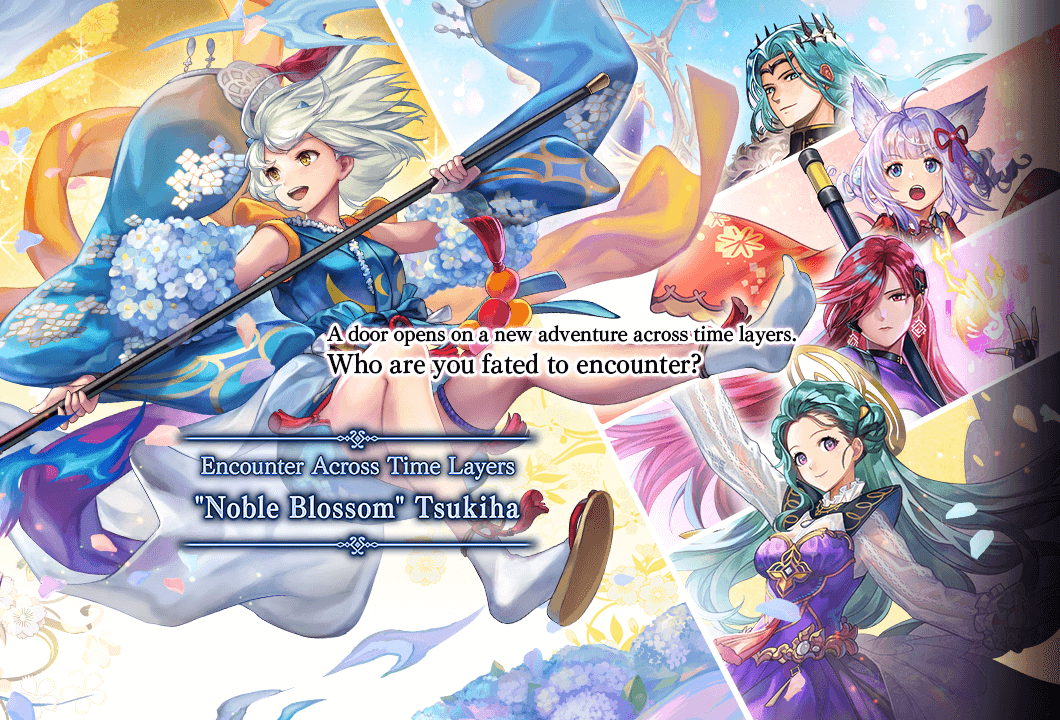 A door opens on a new adventure across time layers.
Who are you fated to encounter?
Encounter Across Time Layers
"Noble Blossom" Tsukiha